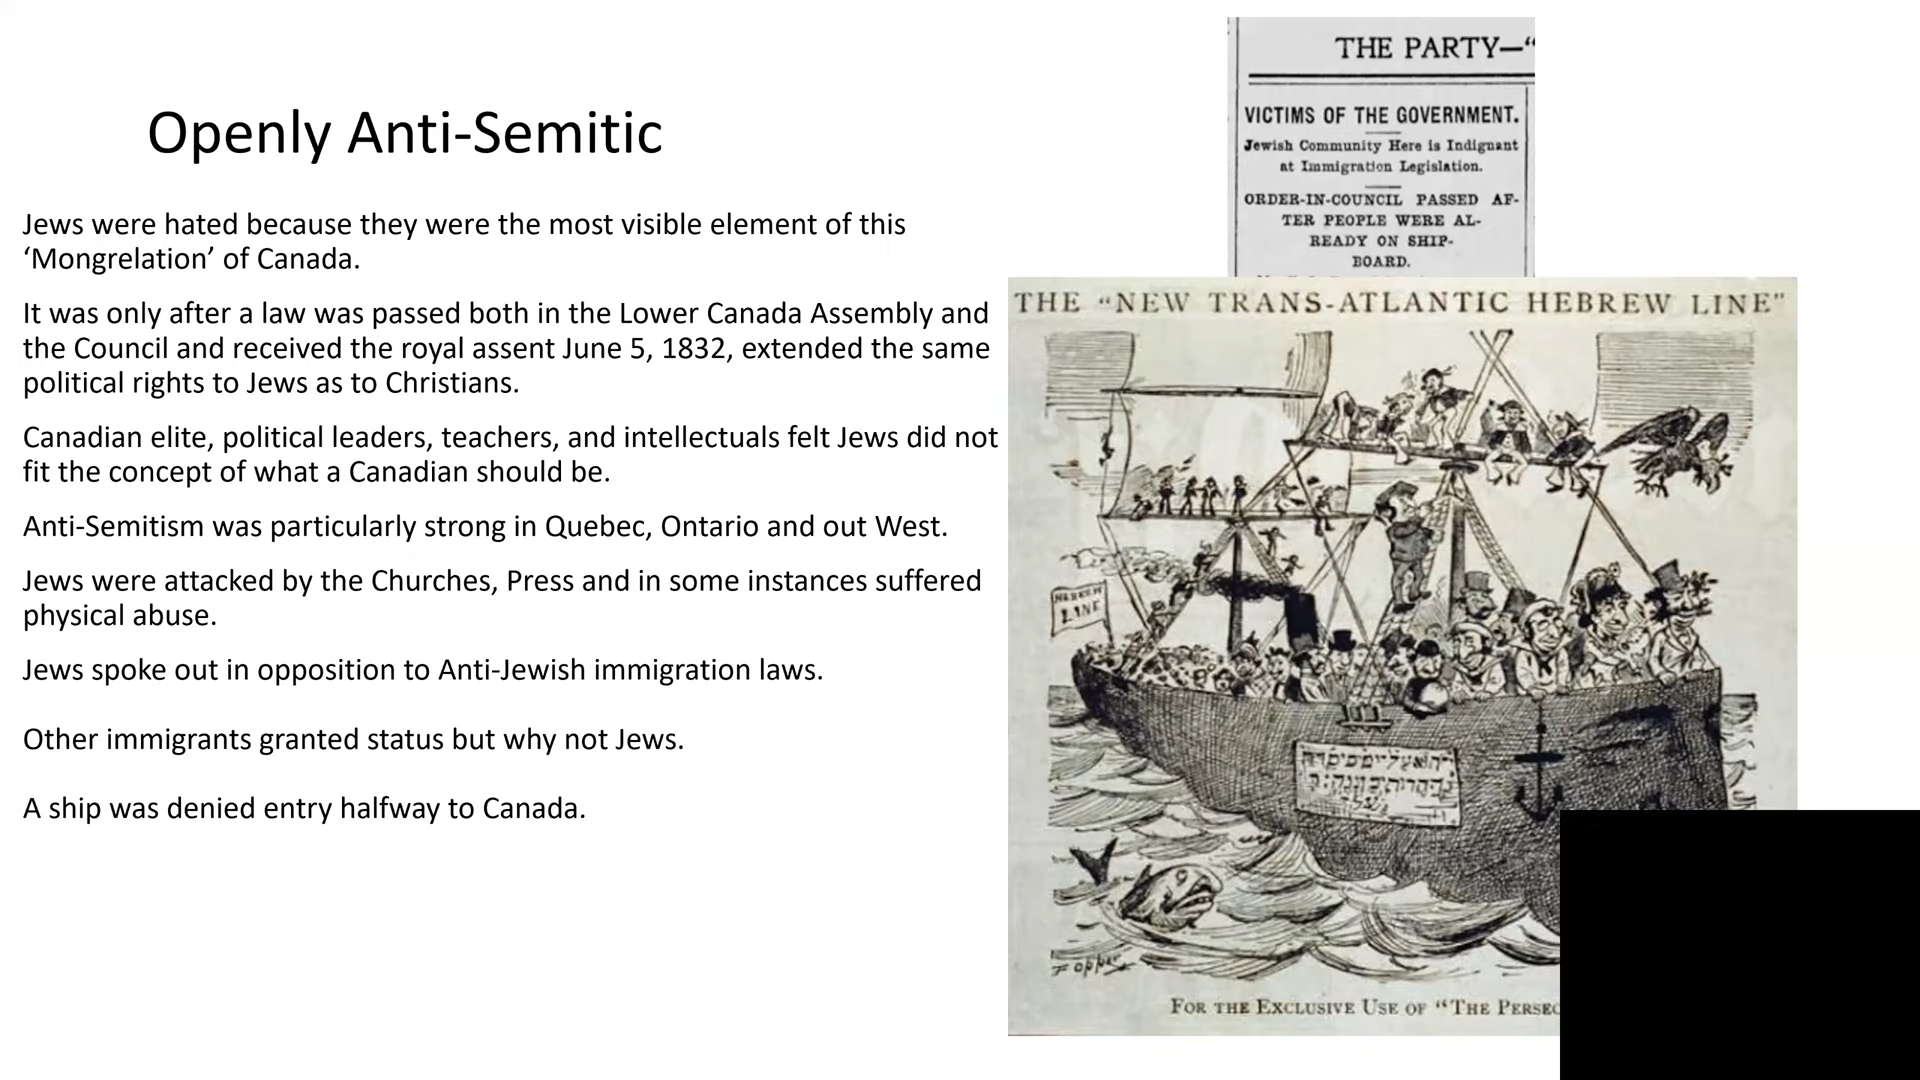 Openly Anti-Semitic
Jews were hated because they were the most visible element of this
‘Mongrelation’ of Canada.
It was only after a law was passed both in the Lower Canada Assembly and
the Council and received the royal assent June 5, 1832, extended the same
political rights to Jews as to Christians.
Canadian elite, political leaders, teachers, and intellectuals felt Jews did not
fit the concept of what a Canadian should be.
Anti-Semitism was particularly strong in Quebec, Ontario and out West.
Jews were attacked by the Churches, Press and in some instances suffered
physical abuse.
Jews spoke out in opposition to Anti-Jewish immigration laws.
Other immigrants granted status but why not Jews.
A ship was denied entry halfway to Canada.
THE PARTY—“
VICTIMS OF THE GOVERNMENT.
Jewish Community Here is Indignant
at Immigration Legislation.
ORDER-IN-COUNCIL PASSED AF-
TER PEOPLE WERE AL-
READY ON SHIP-
BOARD.
THE “NEW TRANS-ATLANTIC HEBREW LINE”
HEBREW
LINE
F Opper
FOR THE EXCLUSIVE USE OF “THE PERSEC